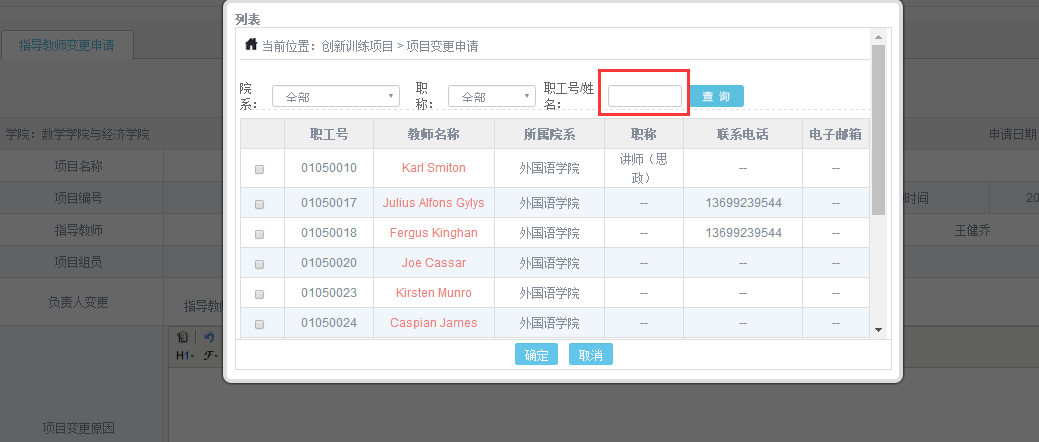 列表
指导教师变更申请
当前位置：创新训练项目 > 项目变更申请
院系： 全部 职称： 全部 职工号/姓名： 查 询
学院：数学学院与经济学院
申请日期
职工号 教师名称 所属院系 职称 联系电话 电子邮箱
项目名称
01050010 Karl Smiton 外国语学院 讲师（思政） -- --
项目编号
时间 20
01050017 Julius Alfons Gylys 外国语学院 -- 13699239544 --
指导教师
王健乔
01050018 Fergus Kinghan 外国语学院 -- 13699239544 --
项目组员
01050020 Joe Cassar 外国语学院 -- -- --
负责人变更
指导教师
01050023 Kirsten Munro 外国语学院 -- -- --
01050024 Caspian James 外国语学院 -- -- --
H1
确定 取消
项目变更原因